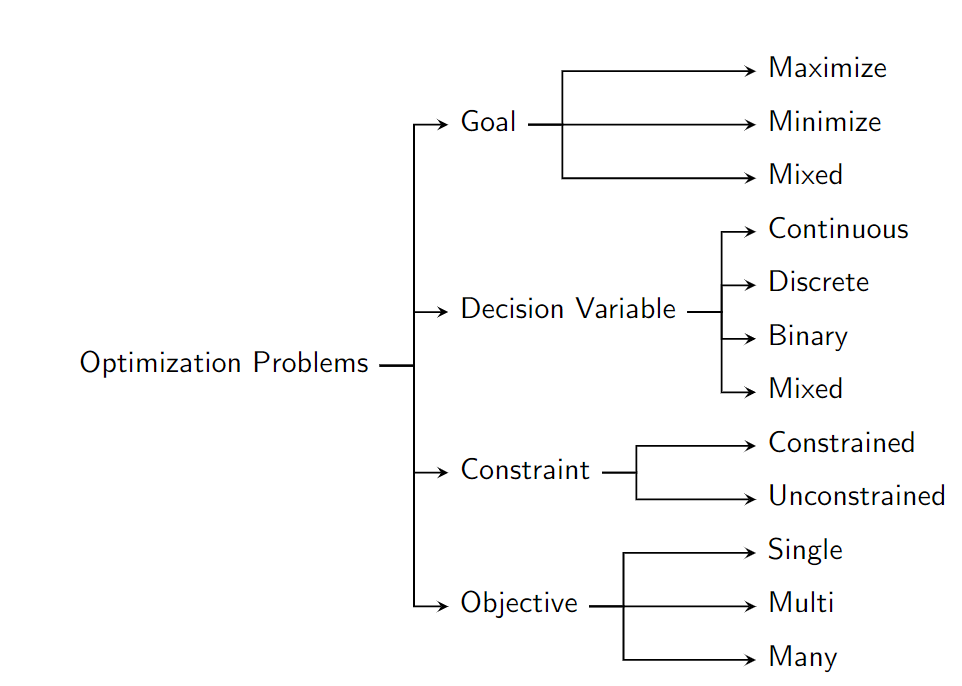 Optimization Problems
Goal
Maximize
Minimize
Mixed
Decision Variable
Continuous
Discrete
Binary
Mixed
Constraint
Constrained
Unconstrained
Objective
Single
Multi
Many